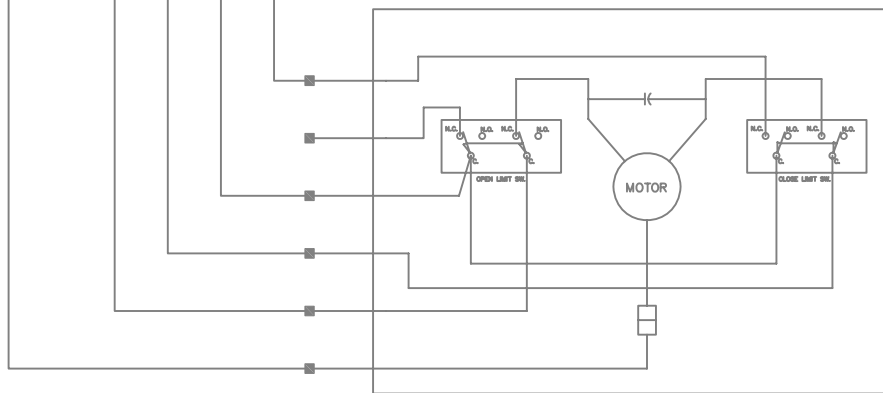 N.C. N.O. N.C. N.O.
C. C.
OPEN LIMIT SW.
MOTOR
N.C. N.O. N.C. N.O.
C. C.
CLOSE LIMIT SW.